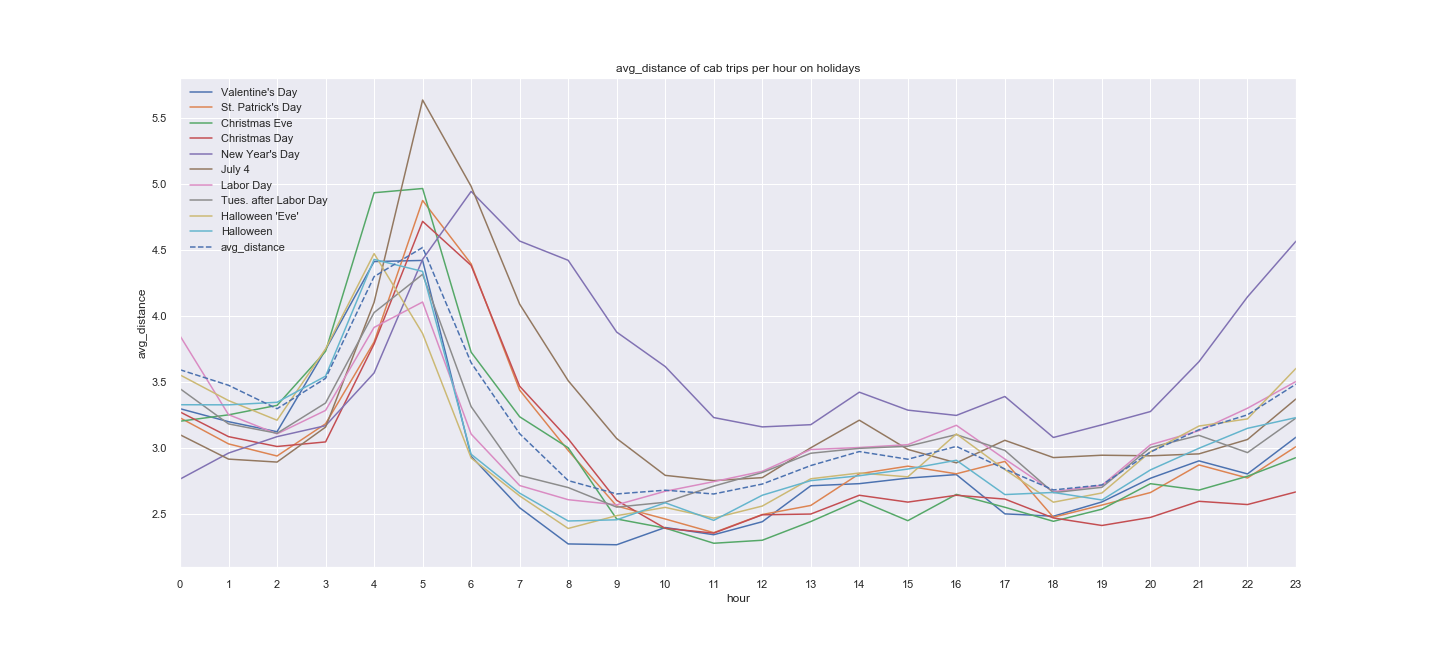 avg_distance of cab trips per hour on holidays
Valentine's Day
St. Patrick's Day
Christmas Eve
Christmas Day
New Year's Day
July 4
Labor Day
Tues. after Labor Day
Halloween 'Eve'
Halloween
avg_distance
5.5
5.0
4.5
4.0
3.5
3.0
2.5
avg_distance
0 1 2 3 4 5 6 7 8 9 10 11 12 13 14 15 16 17 18 19 20 21 22 23
hour